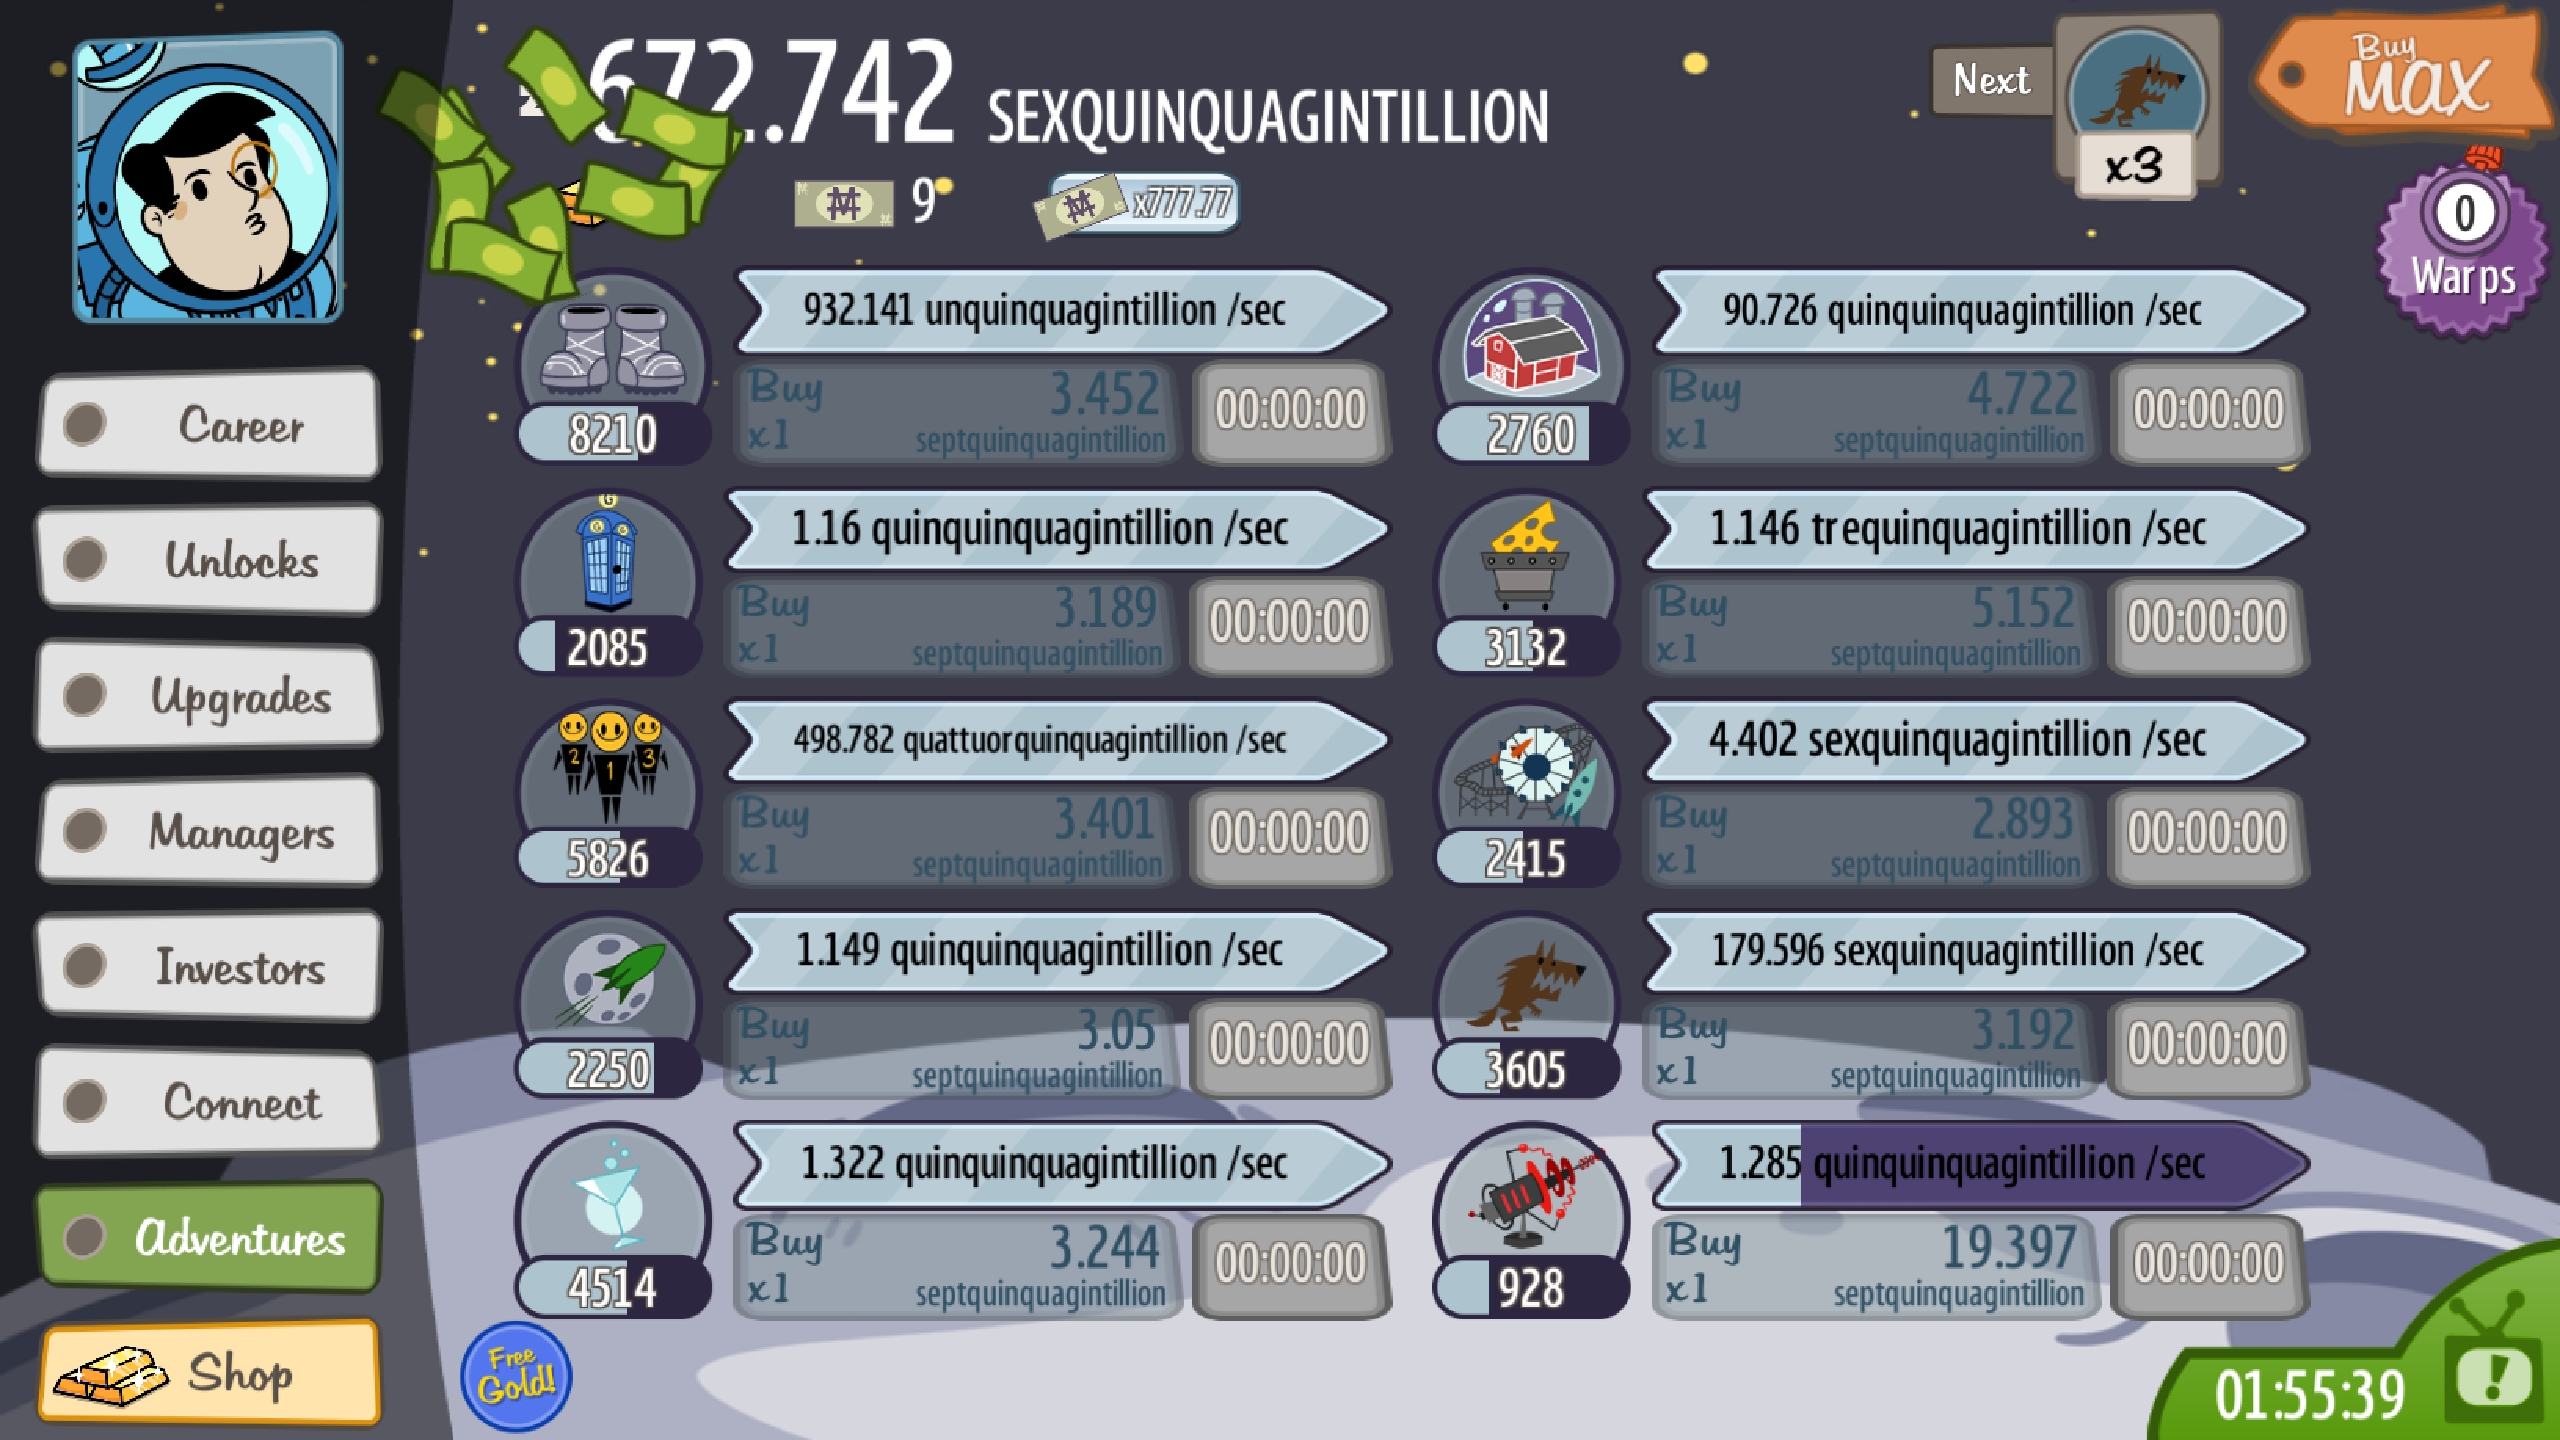 672.742 SEXQUINQUAGINTILLION
9
x777.77
Next
x3
Buy
MAX
0
Warps
Career
Unlocks
Upgrades
Managers
Investors
Connect
Adventures
Shop
932.141 unquinquagintillion /sec
8210
Buy
x1
3.452
septquinquagintillion
00:00:00
90.726 quinquinquagintillion /sec
2760
Buy
x1
4.722
septquinquagintillion
00:00:00
1.16 quinquinquagintillion /sec
2085
Buy
x1
3.189
septquinquagintillion
00:00:00
1.146 trequinquagintillion /sec
3132
Buy
x1
5.152
septquinquagintillion
00:00:00
498.782 quattuorquinquagintillion /sec
2
1
3
5826
Buy
x1
3.401
septquinquagintillion
00:00:00
4.402 sexquinquagintillion /sec
2415
Buy
x1
2.893
septquinquagintillion
00:00:00
1.149 quinquinquagintillion /sec
2250
Buy
x1
3.05
septquinquagintillion
00:00:00
179.596 sexquinquagintillion /sec
3605
Buy
x1
3.192
septquinquagintillion
00:00:00
1.322 quinquinquagintillion /sec
4514
Buy
x1
3.244
septquinquagintillion
00:00:00
1.285 quinquinquagintillion /sec
928
Buy
x1
19.397
septquinquagintillion
00:00:00
Free
Gold!
01:55:39
!